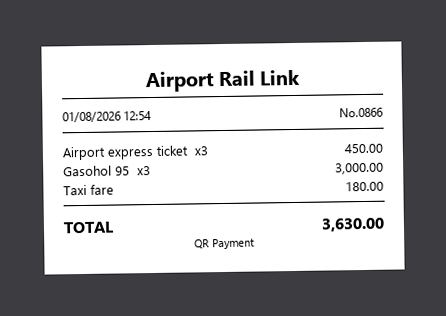 Airport Rail Link
01/08/2026 12:54 No.0866
Airport express ticket x3 450.00
Gasohol 95 x3 3,000.00
Taxi fare 180.00
TOTAL 3,630.00
QR Payment